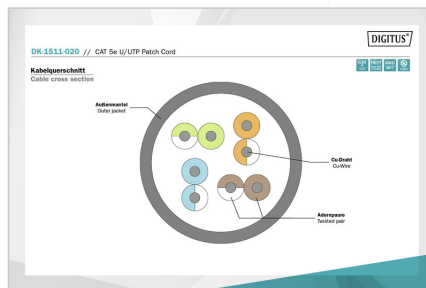 DIGITUS®
DK-1511-020 // CAT 5e U/UTP Patch Cord
Kabelquerschnitt
Cable cross section
Außenmantel
Outer jacket
Cu-Draht
Cu-Wire
Adernpaare
Twisted pair